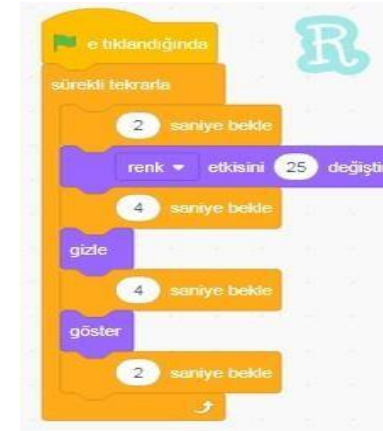 e tıklandığında
R
sürekli tekrarla
2 saniye bekle
renk etkisini 25 değiştir
4 saniye bekle
gizle
4 saniye bekle
göster
2 saniye bekle